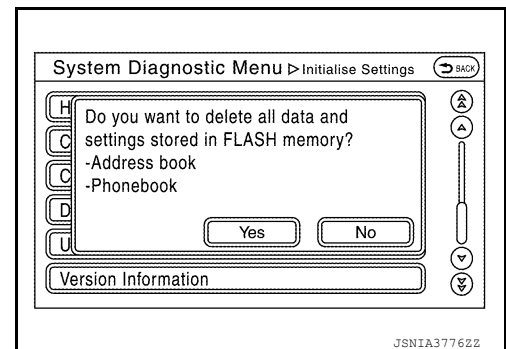 System Diagnostic Menu ▷ Initialise Settings
BACK
H
Do you want to delete all data and
C
settings stored in FLASH memory?
C
-Address book
-Phonebook
D
Yes No
U
Version Information
JSNIA3776ZZ